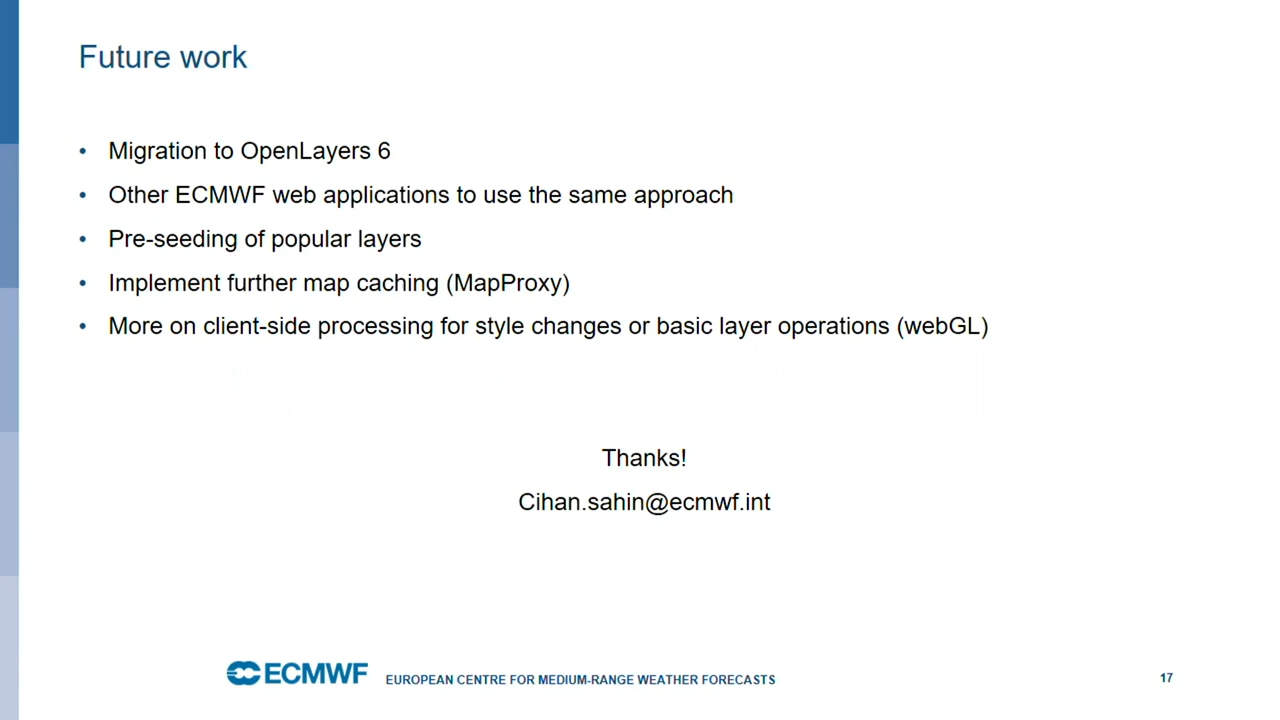 Future work
• Migration to OpenLayers 6
• Other ECMWF web applications to use the same approach
• Pre-seeding of popular layers
• Implement further map caching (MapProxy)
• More on client-side processing for style changes or basic layer operations (webGL)
Thanks!
Cihan.sahin@ecmwf.int
ECMWF EUROPEAN CENTRE FOR MEDIUM-RANGE WEATHER FORECASTS
17